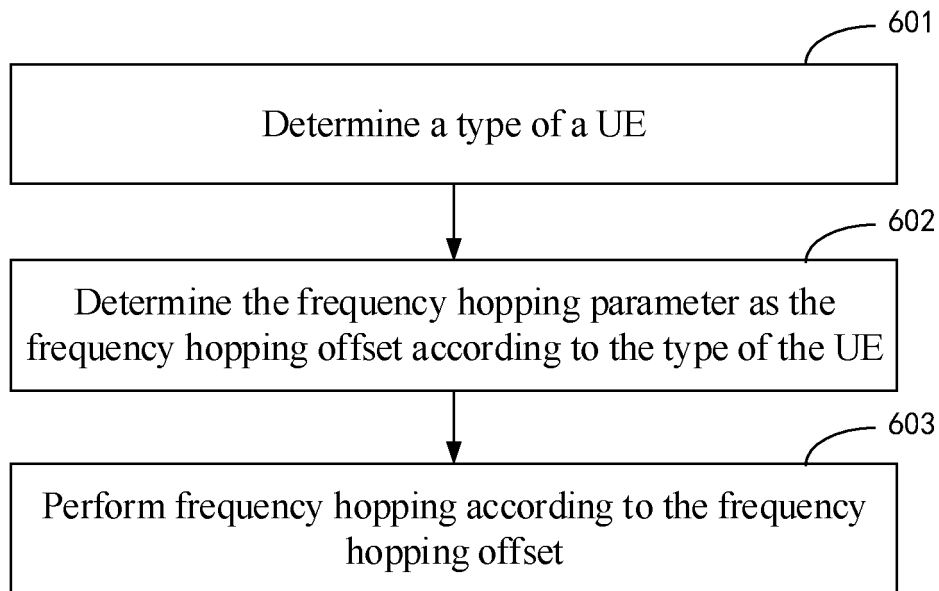 601
Determine a type of a UE
602
Determine the frequency hopping parameter as the
frequency hopping offset according to the type of the UE
603
Perform frequency hopping according to the frequency
hopping offset